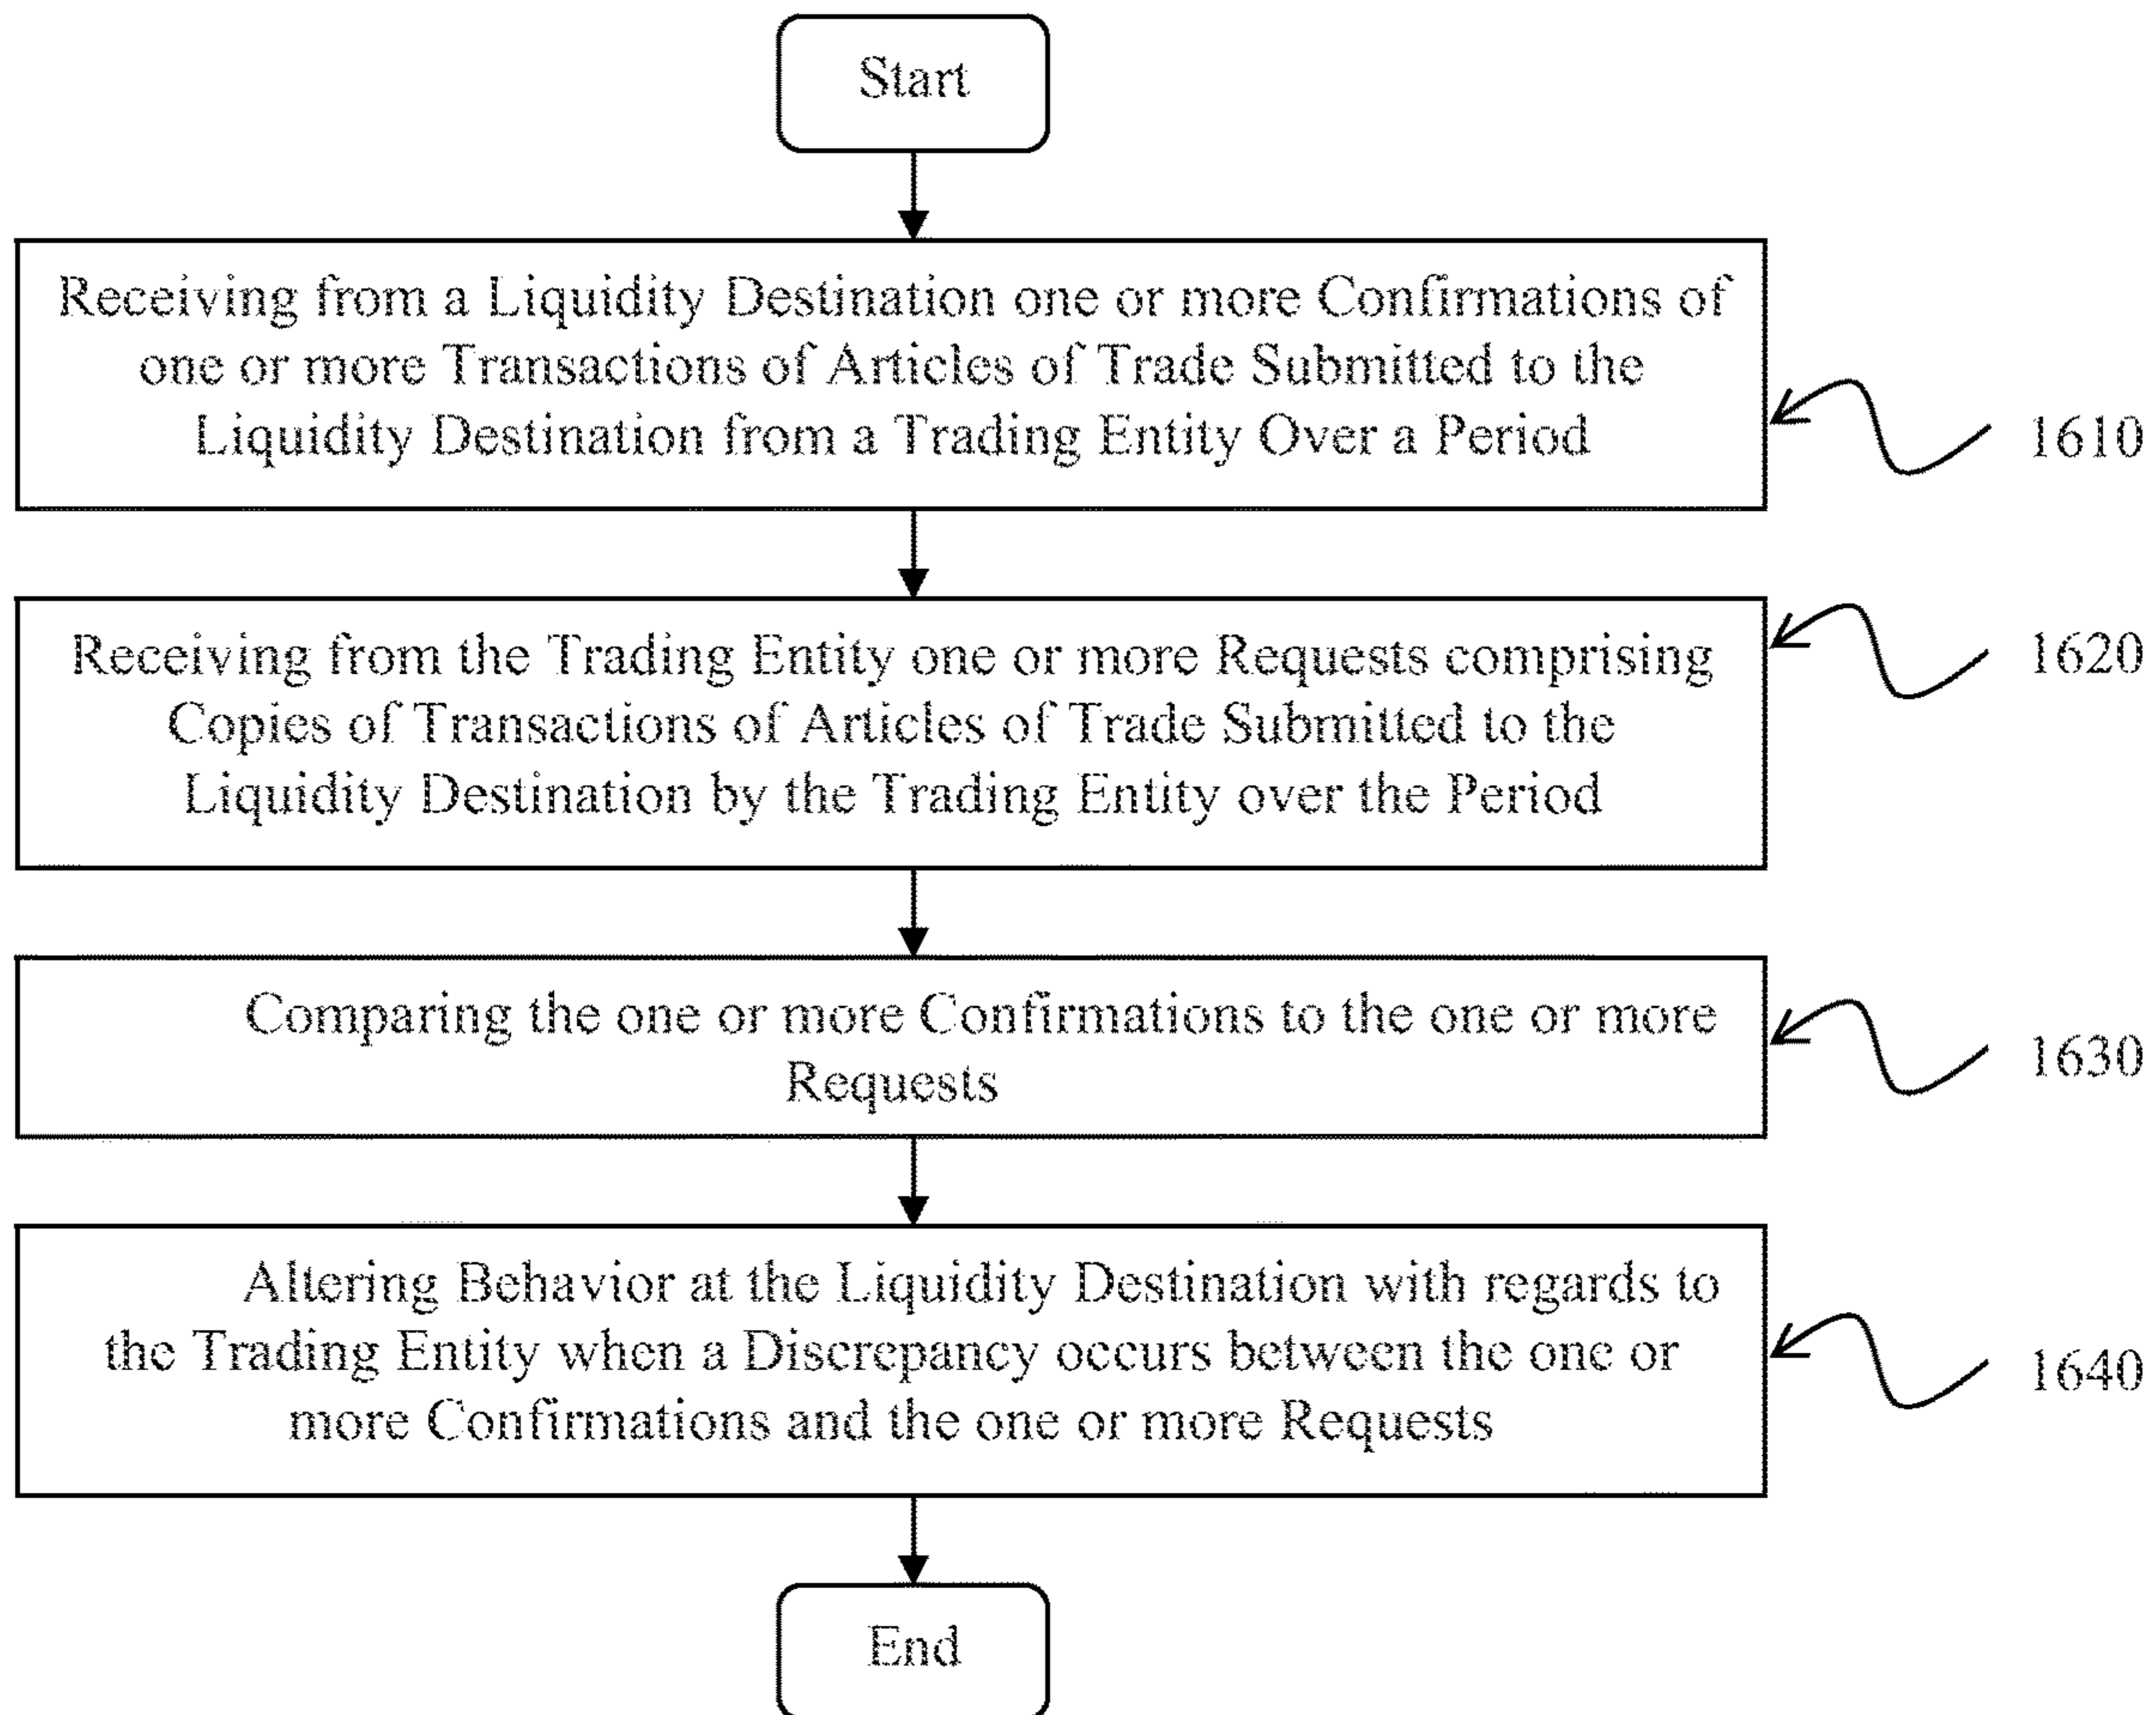 Start
Receiving from a Liquidity Destination one or more Confirmations of
one or more Transactions of Articles of Trade Submitted to the
Liquidity Destination from a Trading Entity Over a Period
1610
Receiving from the Trading Entity one or more Requests comprising
Copies of Transactions of Articles of Trade Submitted to the
Liquidity Destination by the Trading Entity over the Period
1620
Comparing the one or more Confirmations to the one or more
Requests
1630
Altering Behavior at the Liquidity Destination with regards to
the Trading Entity when a Discrepancy occurs between the one or
more Confirmations and the one or more Requests
1640
End